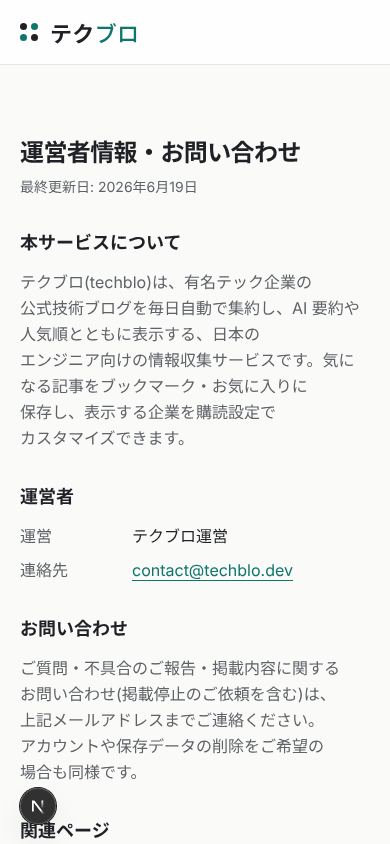 テクブロ
運営者情報・お問い合わせ
最終更新日: 2026年6月19日
本サービスについて
テクブロ(techblo)は、有名テック企業の
公式技術ブログを毎日自動で集約し、AI 要約や
人気順とともに表示する、日本の
エンジニア向けの情報収集サービスです。気に
なる記事をブックマーク・お気に入りに
保存し、表示する企業を購読設定で
カスタマイズできます。
運営者
運営 テクブロ運営
連絡先 contact@techblo.dev
お問い合わせ
ご質問・不具合のご報告・掲載内容に関する
お問い合わせ(掲載停止のご依頼を含む)は、
上記メールアドレスまでご連絡ください。
アカウントや保存データの削除をご希望の
場合も同様です。
N
関連ページ